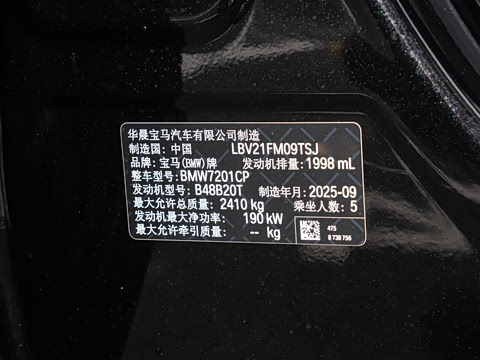 华晨宝马汽车有限公司制造
制造国：中国 LBV21FM09TSJ
品牌：宝马(BMW)牌 发动机排量：1998 mL
整车型号：BMW7201CP
发动机型号：B48B20T 制造年月：2025-09
最大允许总质量：2410 kg 乘坐人数：5
发动机最大净功率：190 kW
最大允许牵引质量： -- kg
475
8 738 756